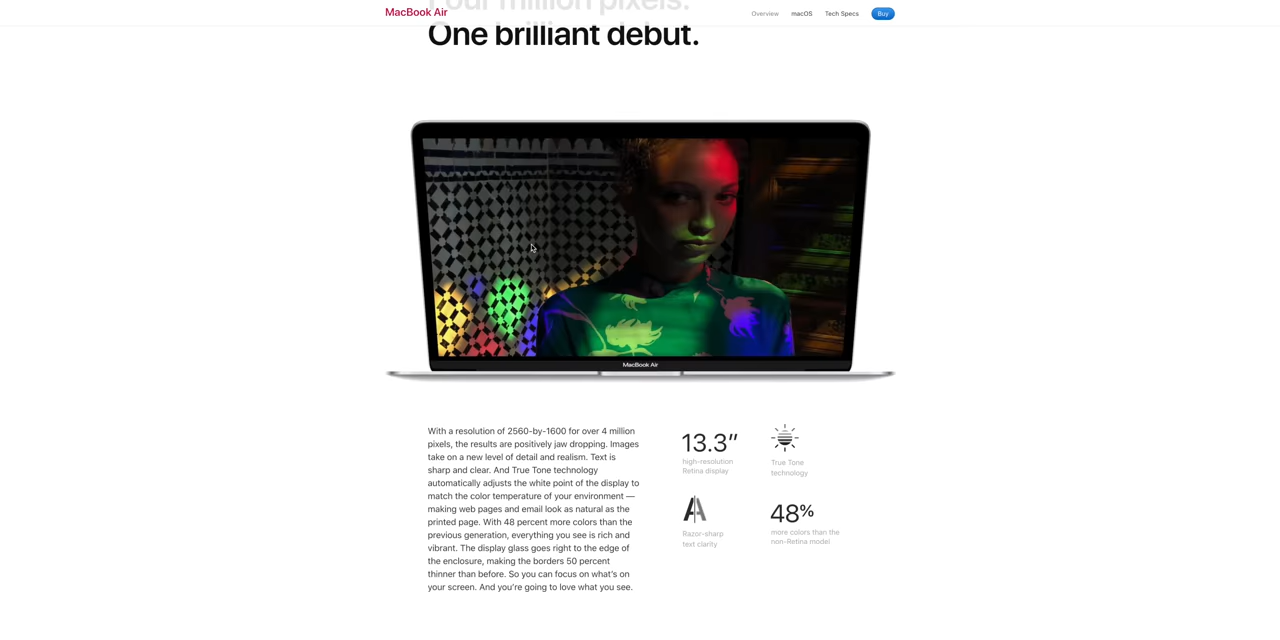 MacBook Air
Overview
macOS
Tech Specs
Buy
Four million pixels.
One brilliant debut.
MacBook Air
With a resolution of 2560-by-1600 for over 4 million
pixels, the results are positively jaw dropping. Images
take on a new level of detail and realism. Text is
sharp and clear. And True Tone technology
automatically adjusts the white point of the display to
match the color temperature of your environment —
making web pages and email look as natural as the
printed page. With 48 percent more colors than the
previous generation, everything you see is rich and
vibrant. The display glass goes right to the edge of
the enclosure, making the borders 50 percent
thinner than before. So you can focus on what’s on
your screen. And you’re going to love what you see.
13.3”
high-resolution
Retina display
True Tone
technology
Razor-sharp
text clarity
48%
more colors than the
non-Retina model